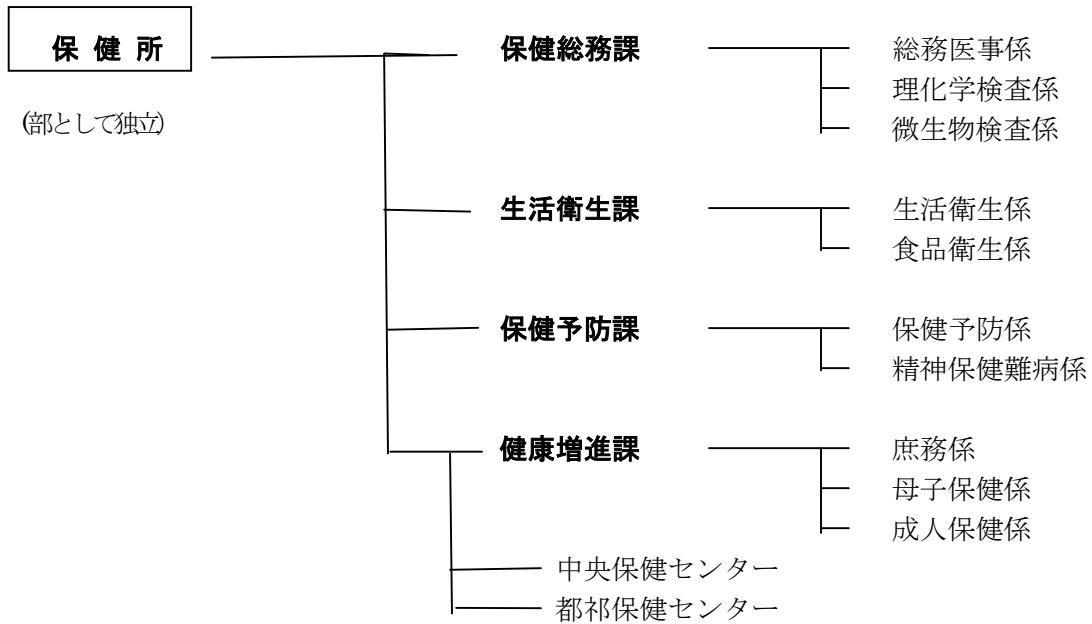 保健所 保健総務課 総務医事係
理化学検査係
(部として独立) 微生物検査係
生活衛生課 生活衛生係
食品衛生係
保健予防課 保健予防係
精神保健難病係
健康増進課 庶務係
母子保健係
成人保健係
中央保健センター
都祁保健センター